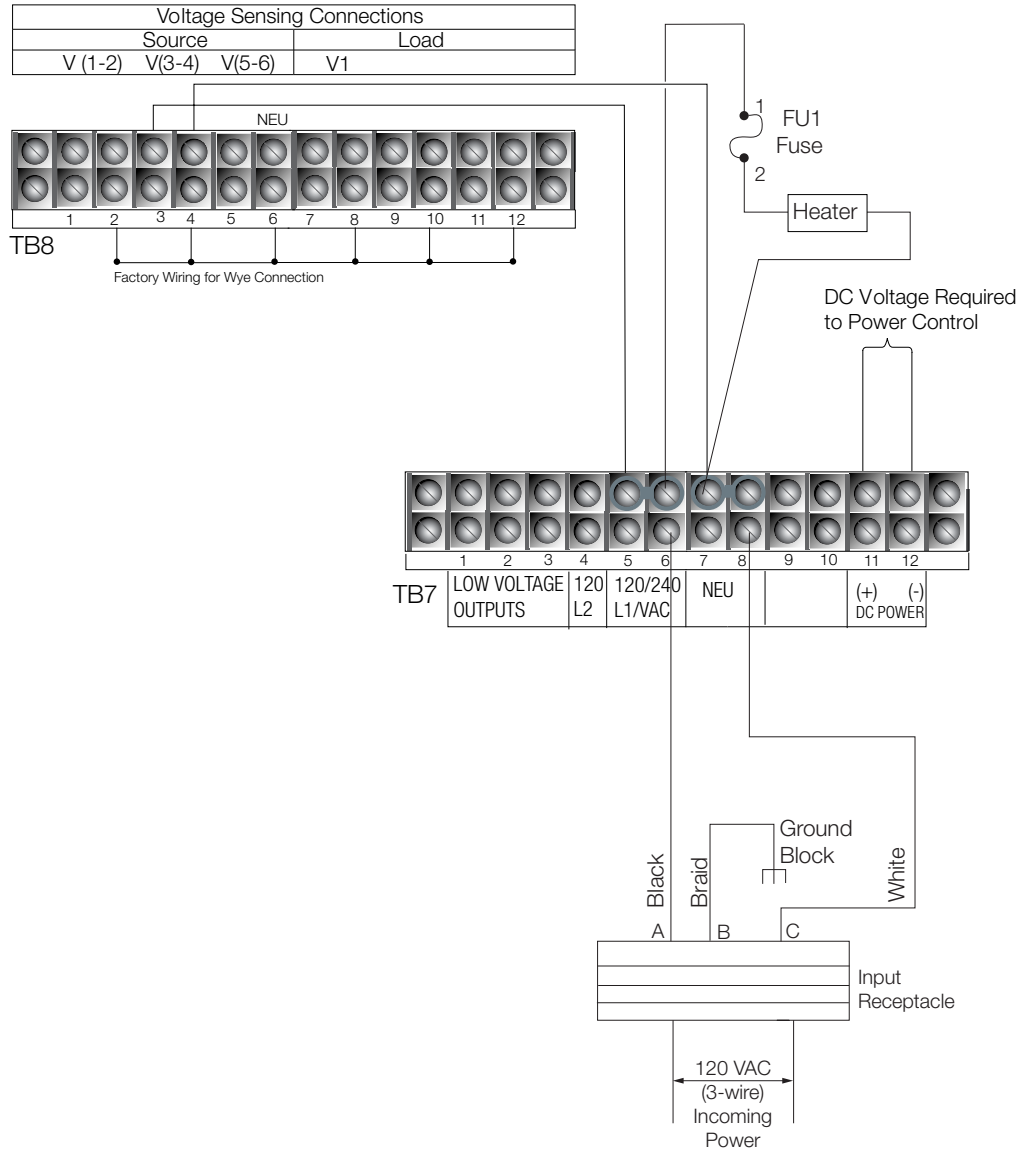 Voltage Sensing Connections
Source Load
V (1-2) V(3-4) V(5-6) V1
NEU
1 2 3 4 5 6 7 8 9 10 11 12
TB8
Factory Wiring for Wye Connection
1
FU1
Fuse
2
Heater
DC Voltage Required
to Power Control
1 2 3 4 5 6 7 8 9 10 11 12
TB7
LOW VOLTAGE
OUTPUTS
120
L2
120/240
L1/VAC
NEU
(+) (-)
DC POWER
Black
Braid
Ground
Block
White
A B C
Input
Receptacle
120 VAC
(3-wire)
Incoming
Power